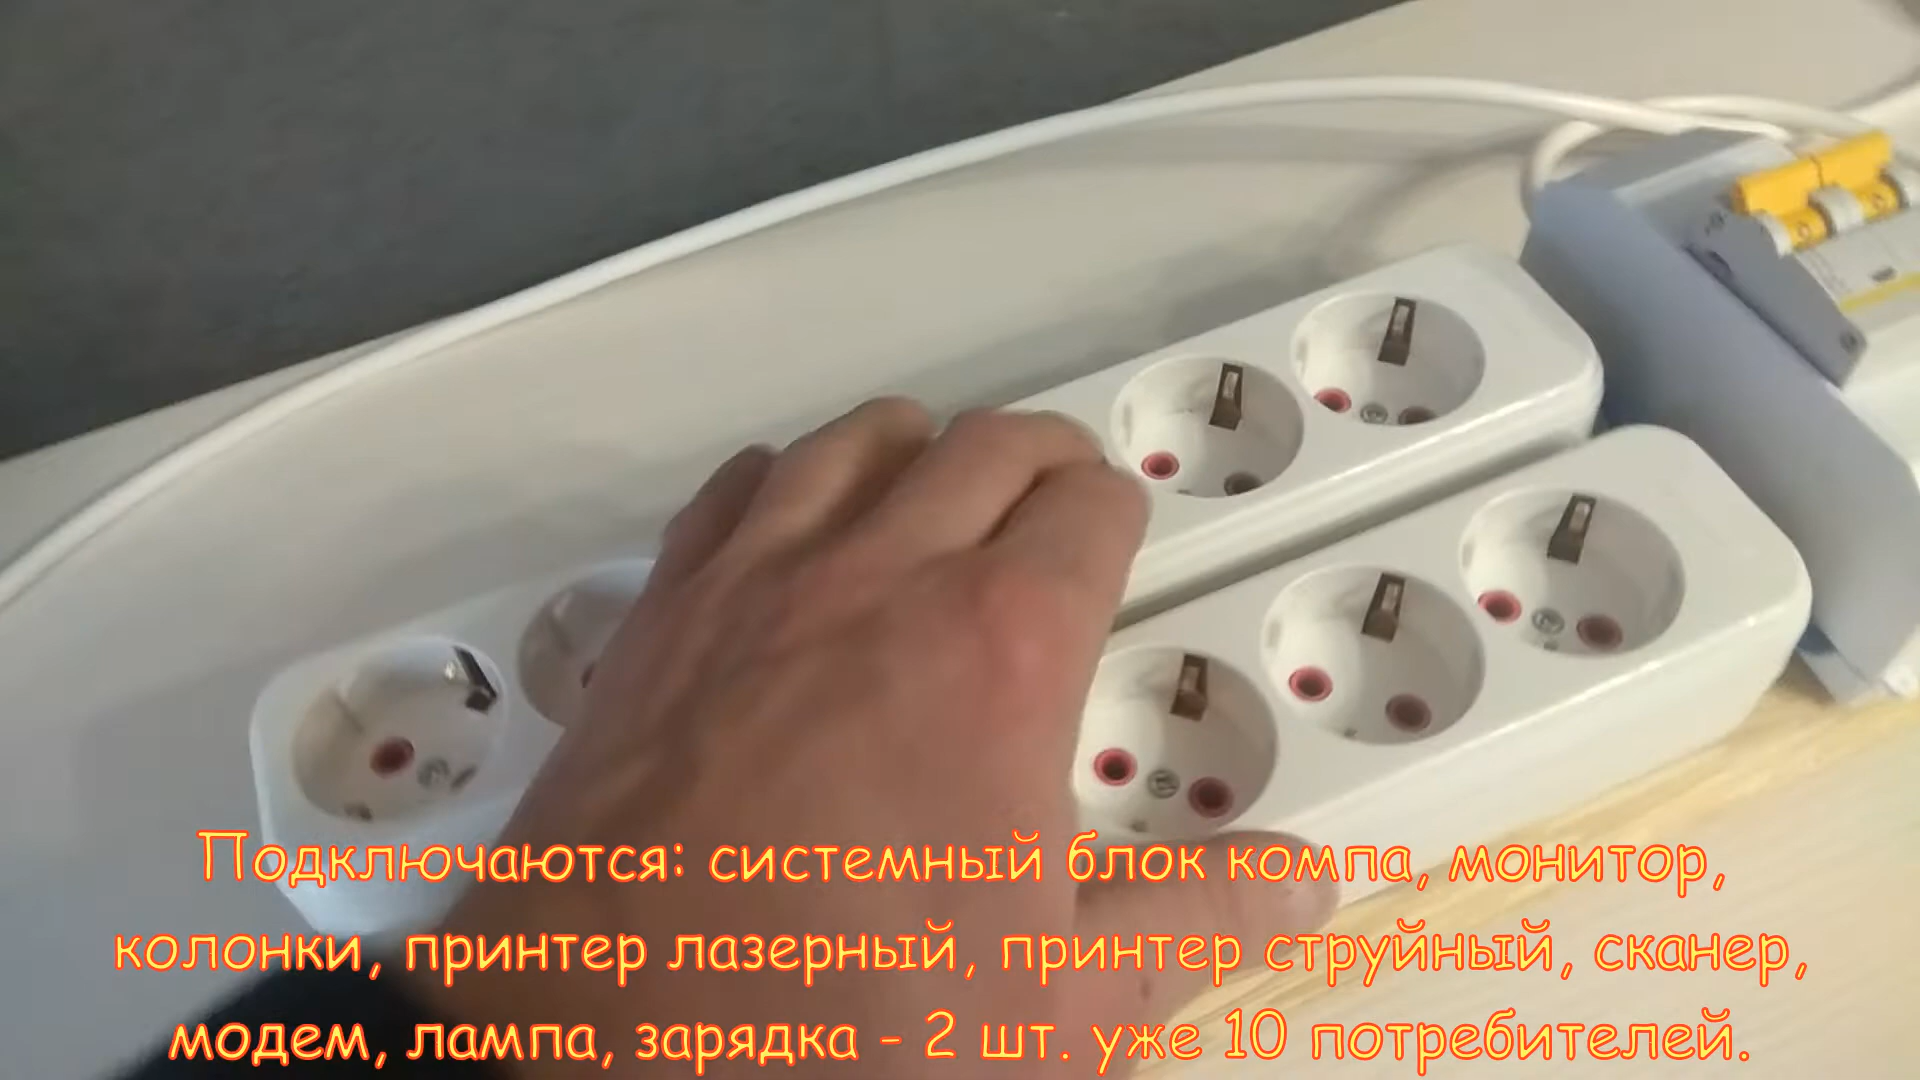 Подключаются: системный блок компа, монитор,
колонки, принтер лазерный, принтер струйный, сканер,
модем, лампа, зарядка - 2 шт. уже 10 потребителей.